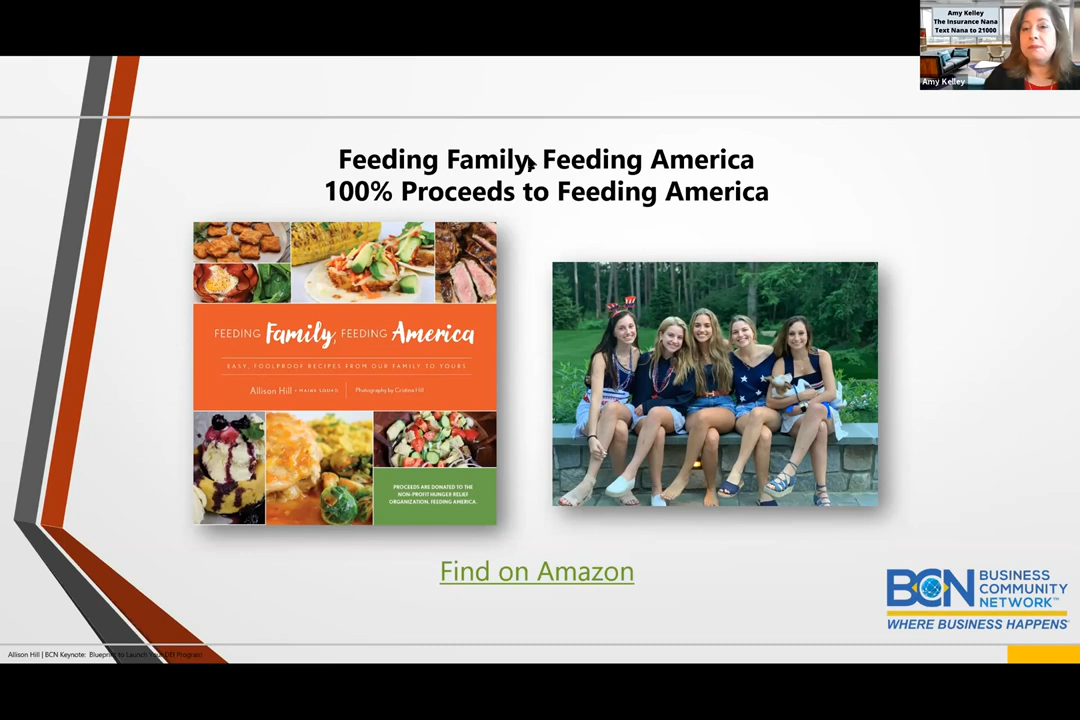 Amy Kelley
The Insurance Nana
Text Nana to 21000
Amy Kelley
Feeding Family, Feeding America
100% Proceeds to Feeding America
FEEDING Family, FEEDING America
EASY, FOOLPROOF RECIPES FROM OUR FAMILY TO YOURS
Allison Hill
Photography by Cristina Hill
PROCEEDS ARE DONATED TO THE
NON-PROFIT HUNGER RELIEF
ORGANIZATION, FEEDING AMERICA.
Find on Amazon
BCN BUSINESS
COMMUNITY
NETWORK™
WHERE BUSINESS HAPPENS
Allison Hill | BCN Keynote: Blueprint to Launch Your DEI Program